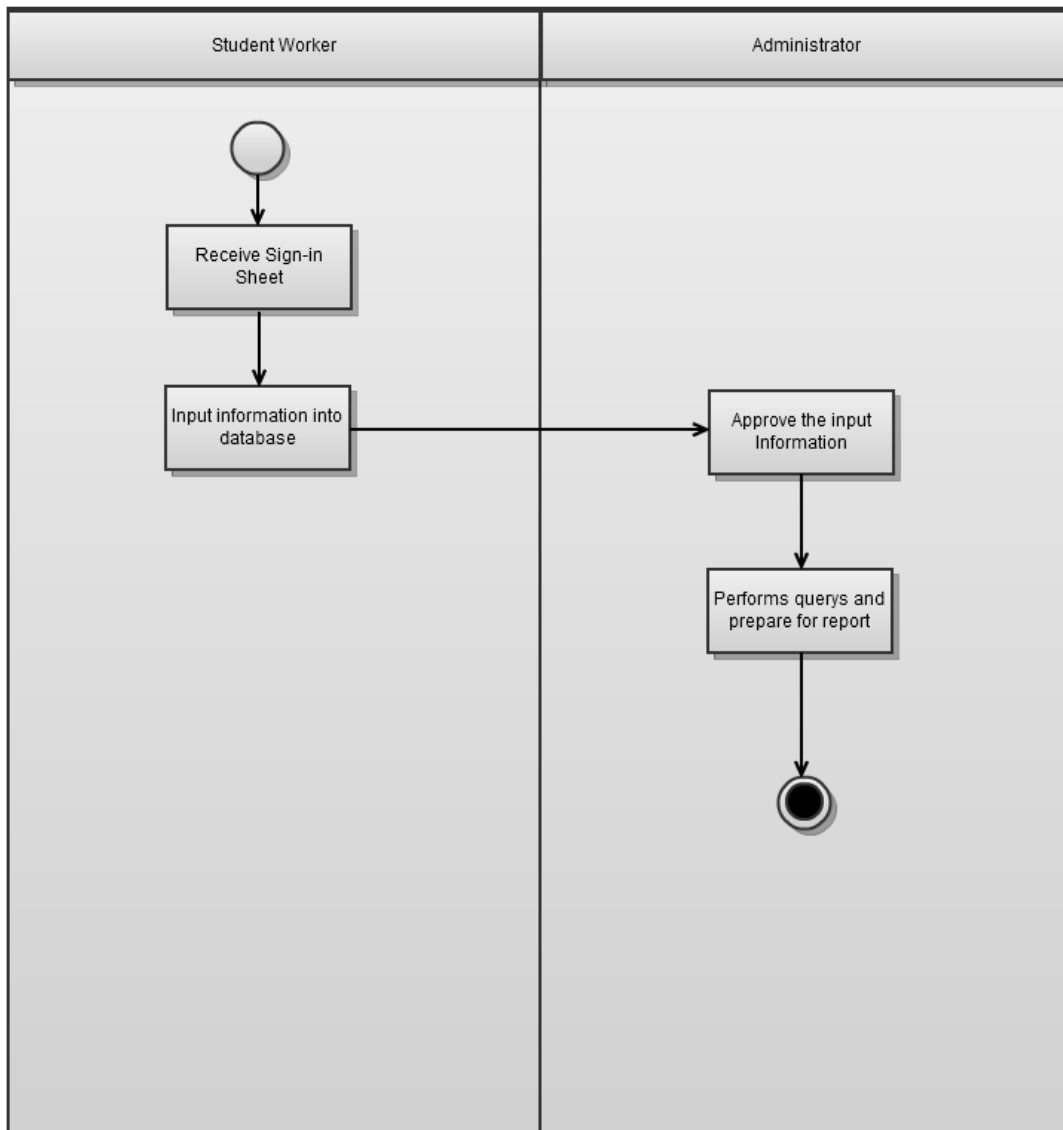 Student Worker
Administrator
Receive Sign-in
Sheet
Input information into
database
Approve the input
Information
Performs querys and
prepare for report